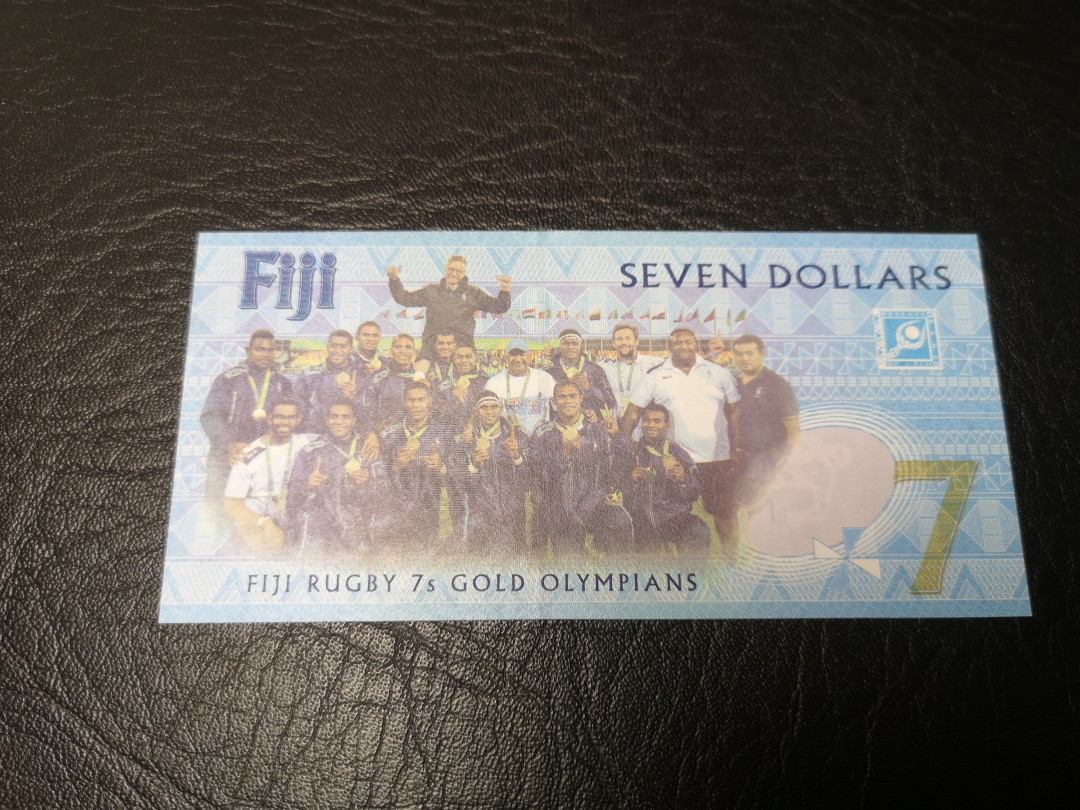 Fiji
SEVEN DOLLARS
7
FIJI RUGBY 7s GOLD OLYMPIANS